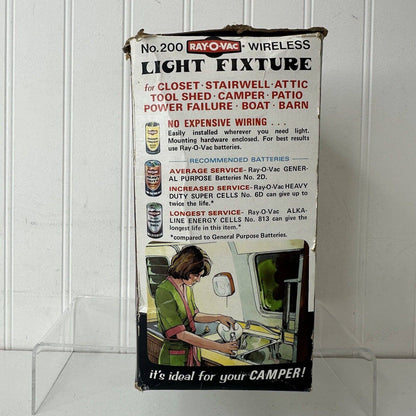 No. 200 RAY-O-VAC • WIRELESS
LIGHT FIXTURE
for CLOSET • STAIRWELL • ATTIC
TOOL SHED • CAMPER • PATIO
POWER FAILURE • BOAT • BARN
NO EXPENSIVE WIRING . . .
Easily installed wherever you need light.
Mounting hardware enclosed. For best results
use Ray-O-Vac batteries.
RECOMMENDED BATTERIES
AVERAGE SERVICE- Ray-O-Vac GENER-
AL PURPOSE Batteries No. 2D.
INCREASED SERVICE- Ray-O-Vac HEAVY
DUTY SUPER CELLS No. 6D can give up to
twice the life.*
LONGEST SERVICE- Ray-O-Vac ALKA-
LINE ENERGY CELLS No. 813 can give the
longest life in this item.*
*compared to General Purpose Batteries.
it's ideal for your CAMPER!